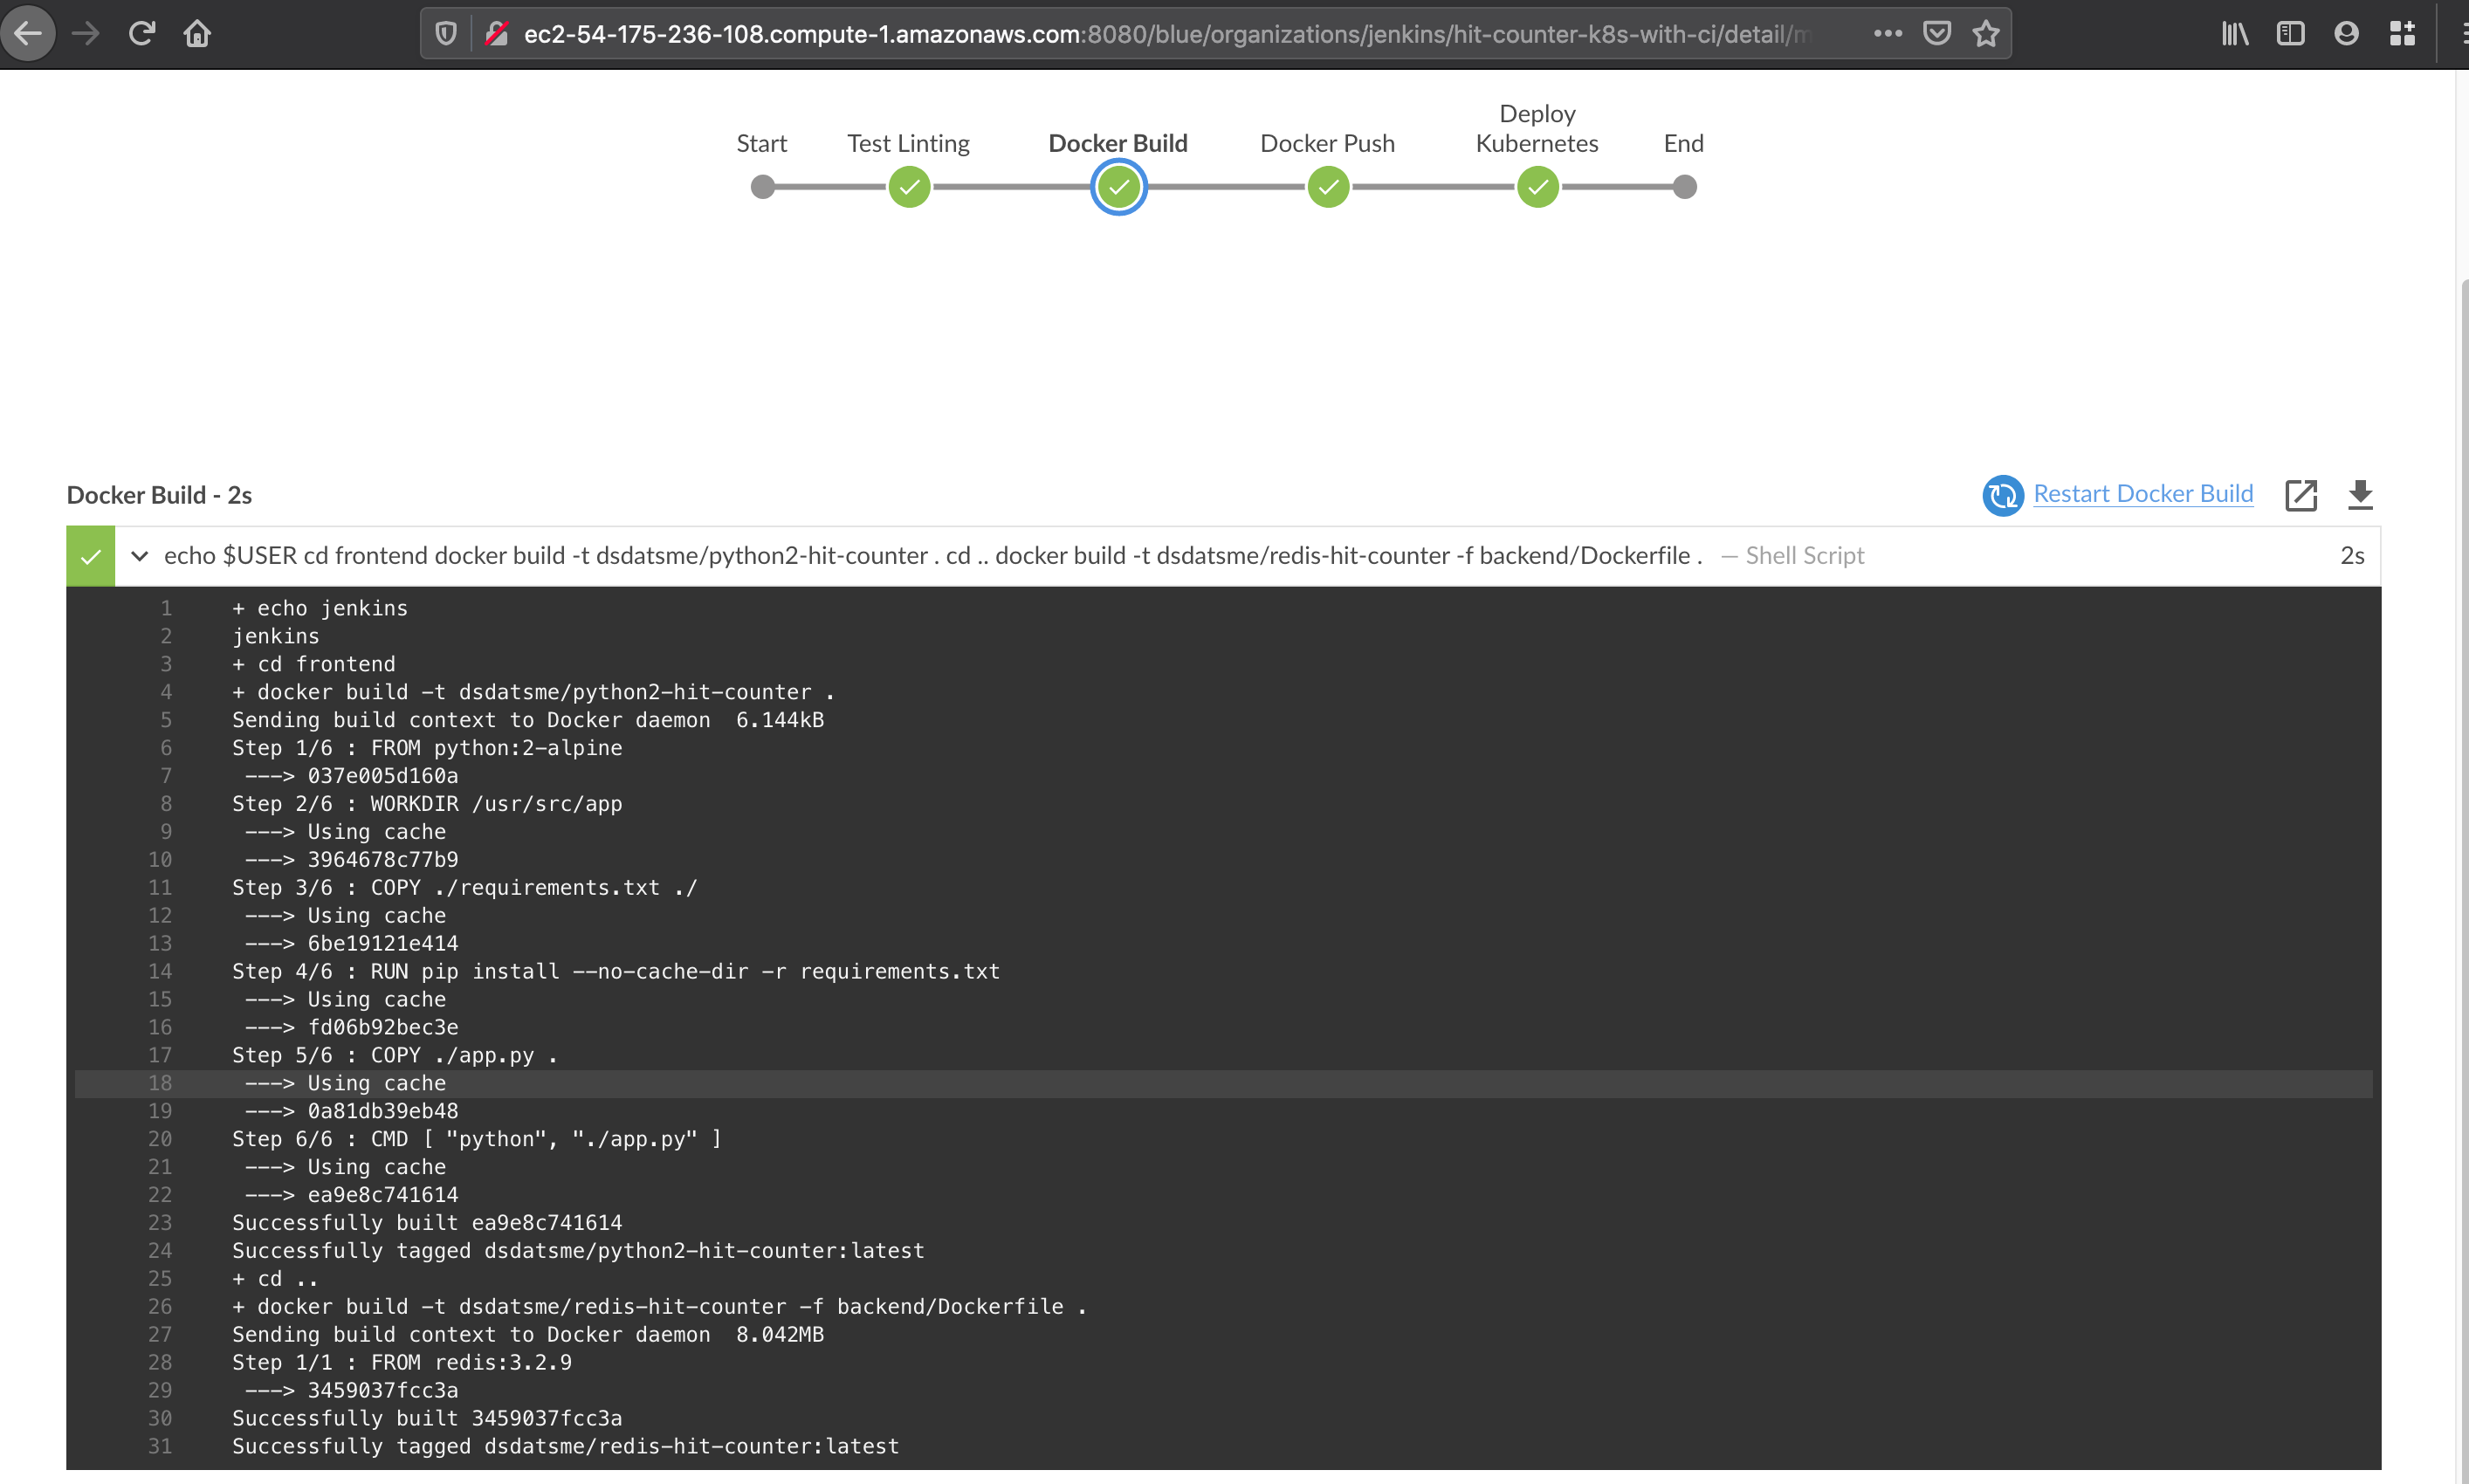 ec2-54-175-236-108.compute-1.amazonaws.com:8080/blue/organizations/jenkins/hit-counter-k8s-with-ci/detail/m
Start Test Linting Docker Build Docker Push Deploy Kubernetes End
Docker Build - 2s Restart Docker Build
echo $USER cd frontend docker build -t dsdatsme/python2-hit-counter . cd .. docker build -t dsdatsme/redis-hit-counter -f backend/Dockerfile . — Shell Script 2s
1 + echo jenkins
2 jenkins
3 + cd frontend
4 + docker build -t dsdatsme/python2-hit-counter .
5 Sending build context to Docker daemon  6.144kB
6 Step 1/6 : FROM python:2-alpine
7  ---> 037e005d160a
8 Step 2/6 : WORKDIR /usr/src/app
9  ---> Using cache
10  ---> 3964678c77b9
11 Step 3/6 : COPY ./requirements.txt ./
12  ---> Using cache
13  ---> 6be19121e414
14 Step 4/6 : RUN pip install --no-cache-dir -r requirements.txt
15  ---> Using cache
16  ---> fd06b92bec3e
17 Step 5/6 : COPY ./app.py .
18  ---> Using cache
19  ---> 0a81db39eb48
20 Step 6/6 : CMD [ "python", "./app.py" ]
21  ---> Using cache
22  ---> ea9e8c741614
23 Successfully built ea9e8c741614
24 Successfully tagged dsdatsme/python2-hit-counter:latest
25 + cd ..
26 + docker build -t dsdatsme/redis-hit-counter -f backend/Dockerfile .
27 Sending build context to Docker daemon  8.042MB
28 Step 1/1 : FROM redis:3.2.9
29  ---> 3459037fcc3a
30 Successfully built 3459037fcc3a
31 Successfully tagged dsdatsme/redis-hit-counter:latest